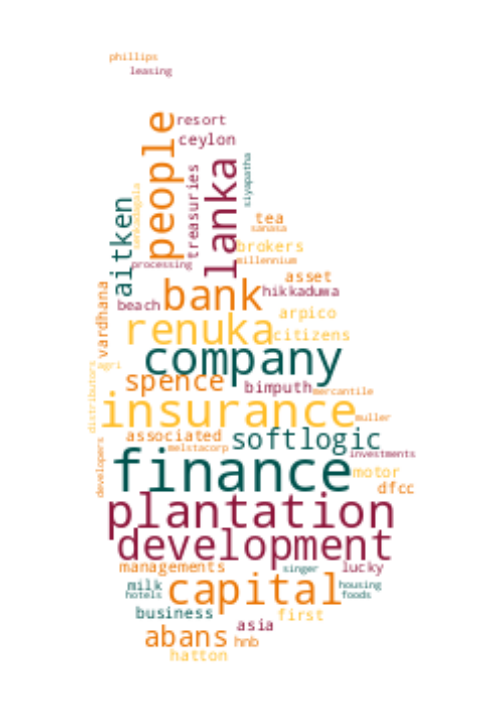 phillips
leasing
people
resort
ceylon
lanka
treasuries
siyapatha
aitken
sanasa
tea
brokers
millennium
processing
asset
hikkaduwa
beach
bank
vardhana
arpico
renuka
citizens
company
agri
distributors
spence
bimputh
mercantile
insurance
muller
associated
softlogic
melstacorp
investments
finance
developers
motor
dfcc
plantation
development
managements
singer
lucky
milk
hotels
capital
housing
foods
business
first
asia
abans
hnb
hatton